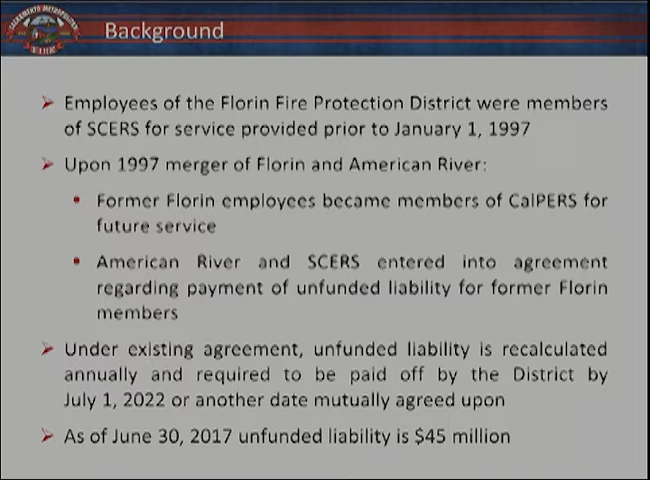 SACRAMENTO METROPOLITAN
FIRE
Background
Employees of the Florin Fire Protection District were members
of SCERS for service provided prior to January 1, 1997
Upon 1997 merger of Florin and American River:
Former Florin employees became members of CalPERS for
future service
American River and SCERS entered into agreement
regarding payment of unfunded liability for former Florin
members
Under existing agreement, unfunded liability is recalculated
annually and required to be paid off by the District by
July 1, 2022 or another date mutually agreed upon
As of June 30, 2017 unfunded liability is $45 million